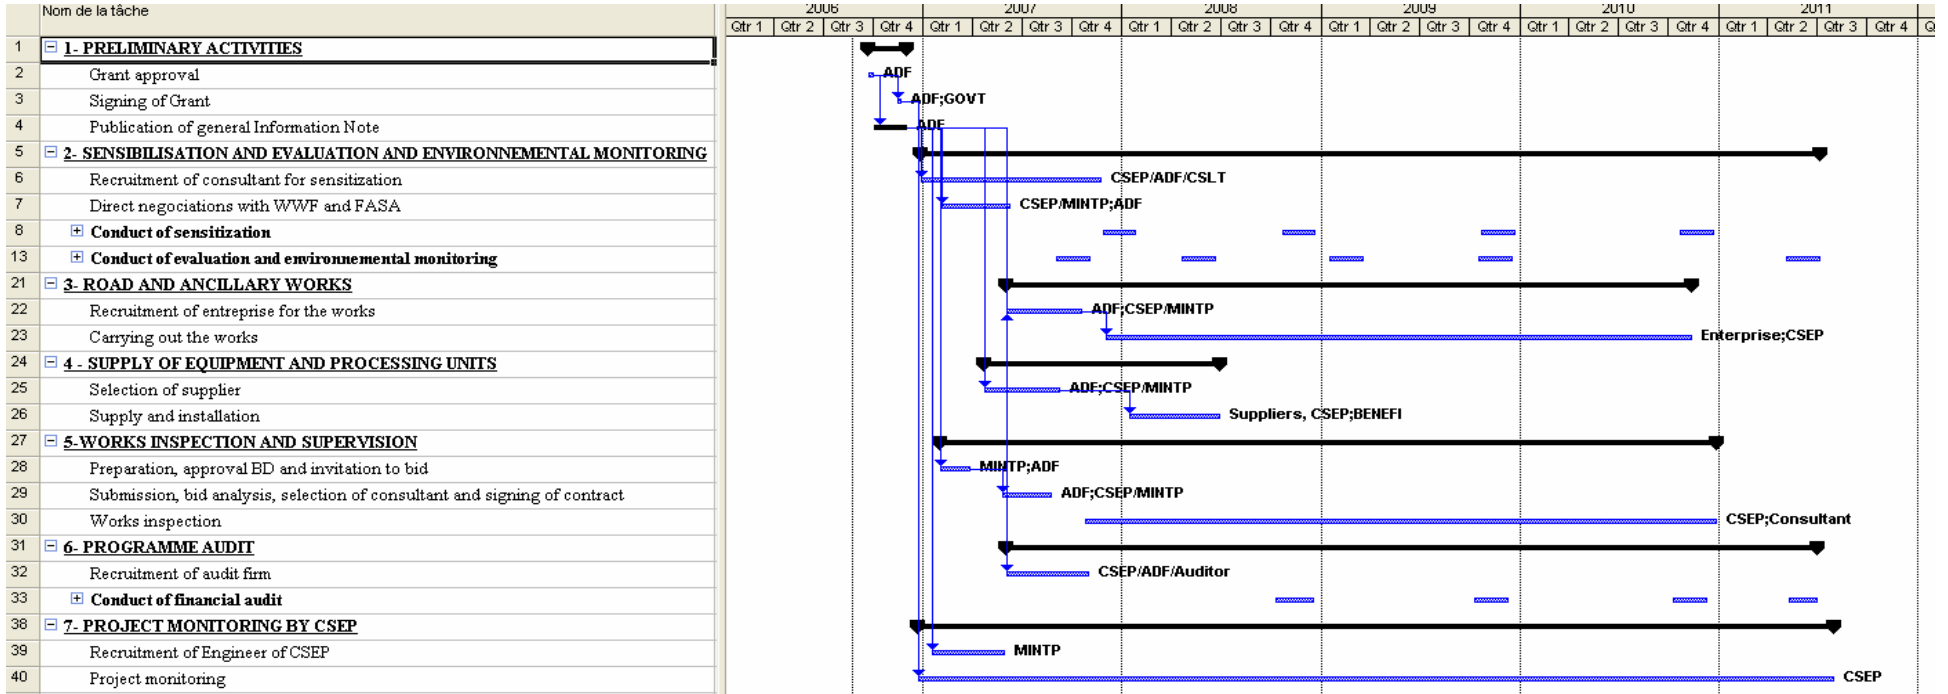 Nom de la tâche 2006 2007 2008 2009 2010 2011
Qtr 1 Qtr 2 Qtr 3 Qtr 4 Qtr 1 Qtr 2 Qtr 3 Qtr 4 Qtr 1 Qtr 2 Qtr 3 Qtr 4 Qtr 1 Qtr 2 Qtr 3 Qtr 4 Qtr 1 Qtr 2 Qtr 3 Qtr 4 Qtr 1 Qtr 2 Qtr 3 Qtr 4
1 1- PRELIMINARY ACTIVITIES
2 Grant approval ADF
3 Signing of Grant ADF;GOVT
4 Publication of general Information Note ADF
5 2- SENSIBILISATION AND EVALUATION AND ENVIRONNEMENTAL MONITORING
6 Recruitment of consultant for sensitization CSEP/ADF/CSLT
7 Direct negociations with WWF and FASA CSEP/MINTP;ADF
8 Conduct of sensitization
13 Conduct of evaluation and environnemental monitoring
21 3- ROAD AND ANCILLARY WORKS
22 Recruitment of entreprise for the works ADF;CSEP/MINTP
23 Carrying out the works Enterprise;CSEP
24 4 - SUPPLY OF EQUIPMENT AND PROCESSING UNITS
25 Selection of supplier ADF;CSEP/MINTP
26 Supply and installation Suppliers, CSEP;BENEFI
27 5-WORKS INSPECTION AND SUPERVISION
28 Preparation, approval BD and invitation to bid MINTP;ADF
29 Submission, bid analysis, selection of consultant and signing of contract ADF;CSEP/MINTP
30 Works inspection CSEP;Consultant
31 6- PROGRAMME AUDIT
32 Recruitment of audit firm CSEP/ADF/Auditor
33 Conduct of financial audit
38 7- PROJECT MONITORING BY CSEP
39 Recruitment of Engineer of CSEP MINTP
40 Project monitoring CSEP